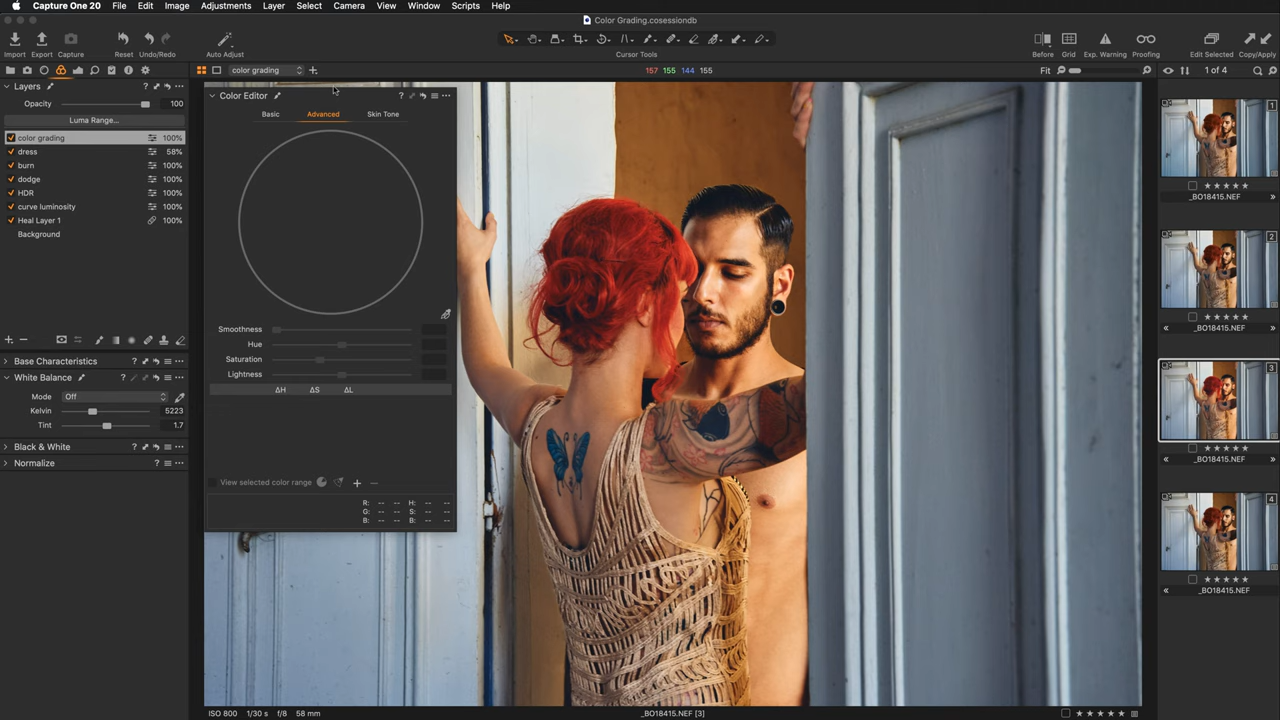 Capture One 20 File Edit Image Adjustments Layer Select Camera View Window Scripts Help
Color Grading.cosessiondb
Import Export Capture Reset Undo/Redo Auto Adjust Cursor Tools Before Grid Exp. Warning Proofing Edit Selected Copy/Apply
color grading
157 155 144 155
Fit
1 of 4
Layers
Opacity 100
Luma Range...
color grading 100%
dress 58%
burn 100%
dodge 100%
HDR 100%
curve luminosity 100%
Heal Layer 1 100%
Background
Base Characteristics
White Balance
Mode Off
Kelvin 5223
Tint 1.7
Black & White
Normalize
Color Editor
Basic Advanced Skin Tone
Smoothness
Hue
Saturation
Lightness
ΔH ΔS ΔL
View selected color range
R: -- -- H: -- --
G: -- -- S: -- --
B: -- -- B: -- --
1
_BO18415.NEF
2
_BO18415.NEF
3
_BO18415.NEF
4
_BO18415.NEF
ISO 800 1/30 s f/8 58 mm
_BO18415.NEF [3]